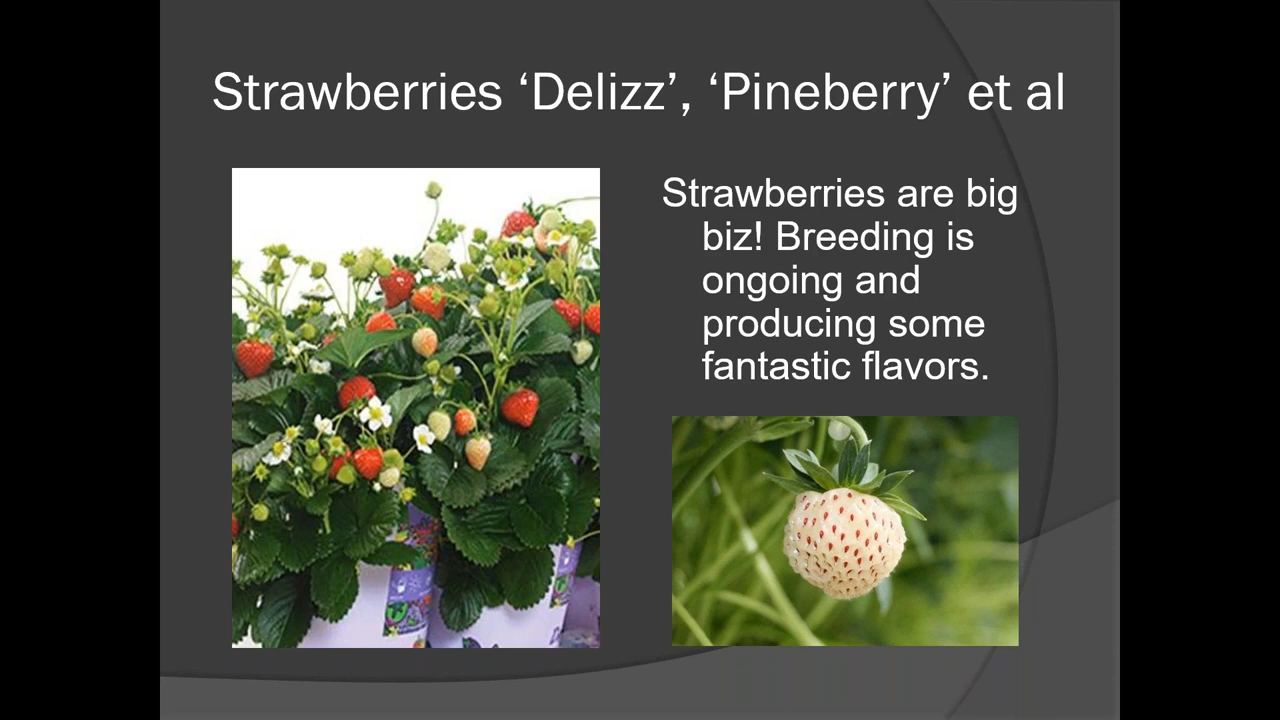 Strawberries ‘Delizz’, ‘Pineberry’ et al
Strawberries are big
biz! Breeding is
ongoing and
producing some
fantastic flavors.